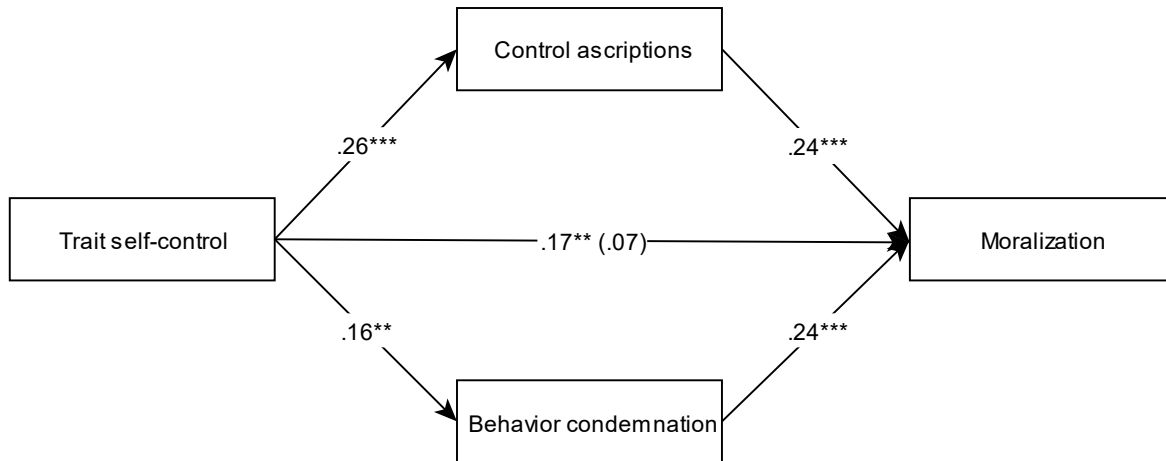 Control ascriptions
.26***
.24***
Trait self-control
.17** (.07)
Moralization
.16**
.24***
Behavior condemnation